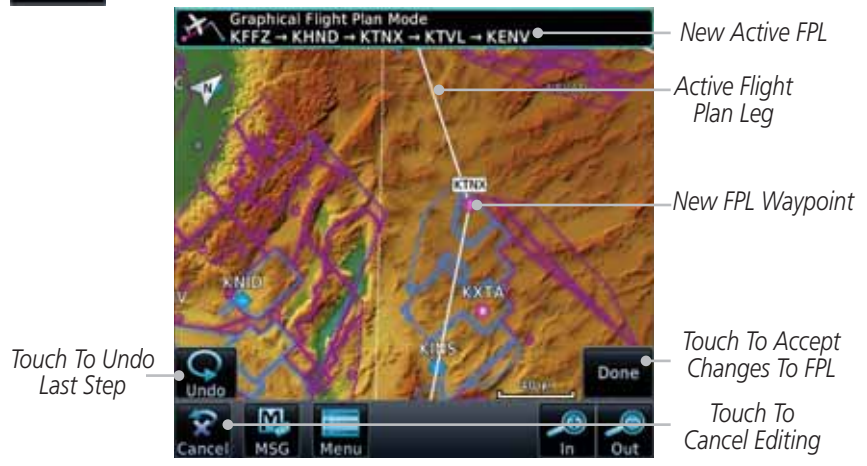 Graphical Flight Plan Mode
KFFZ → KHND → KTNX → KTVL → KENV
New Active FPL
Active Flight
Plan Leg
N
KTNX
New FPL Waypoint
KNID
KXTA
Touch To Undo
Last Step
Undo
Done
Touch To Accept
Changes To FPL
Cancel
MSG
Menu
In
Out
Touch To
Cancel Editing